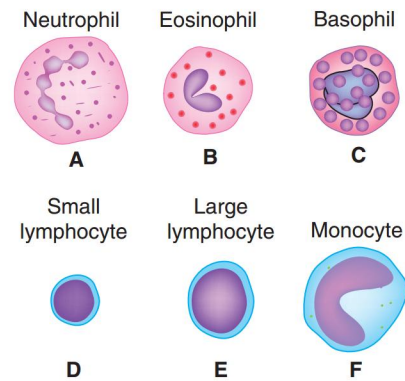 Neutrophil Eosinophil Basophil
A B C
Small Large
lymphocyte lymphocyte Monocyte
D E F